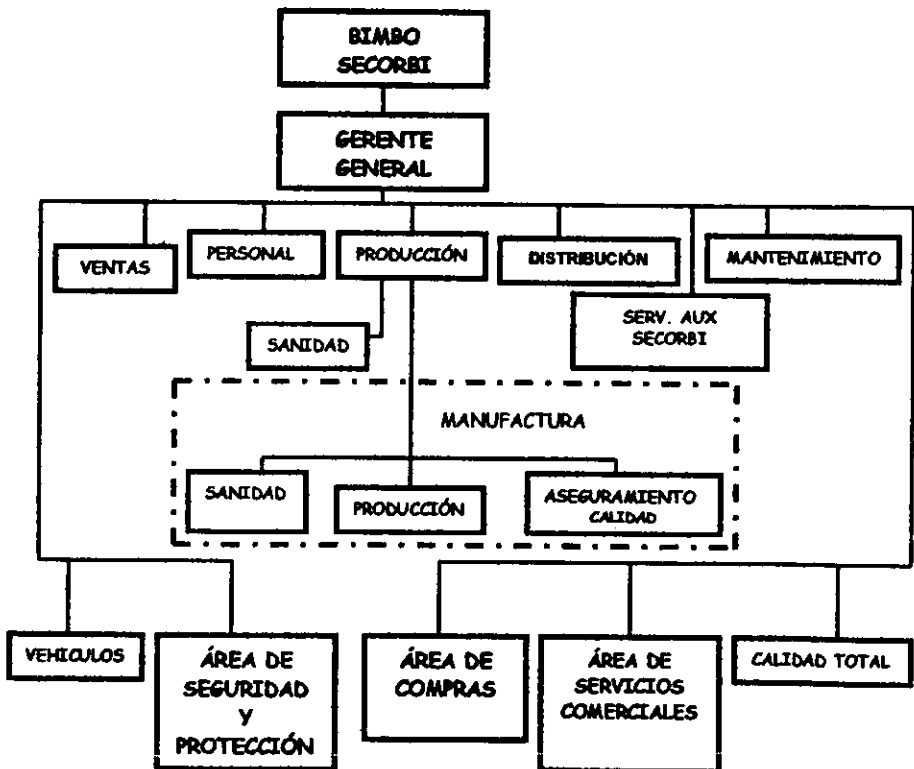 BIMBO
SECORBI
GERENTE
GENERAL
VENTAS
PERSONAL
PRODUCCIÓN
DISTRIBUCIÓN
MANTENIMIENTO
SERV. AUX
SECORBI
SANIDAD
MANUFACTURA
SANIDAD
PRODUCCIÓN
ASEGURAMIENTO
CALIDAD
VEHICULOS
ÁREA DE
SEGURIDAD
Y
PROTECCIÓN
ÁREA DE
COMPRAS
ÁREA DE
SERVICIOS
COMERCIALES
CALIDAD TOTAL